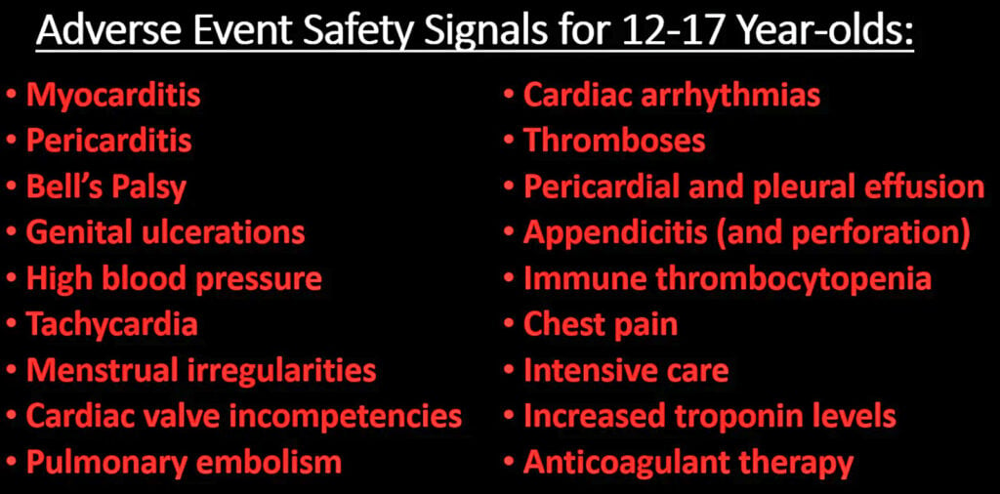 Adverse Event Safety Signals for 12-17 Year-olds:
• Myocarditis
• Pericarditis
• Bell's Palsy
• Genital ulcerations
• High blood pressure
• Tachycardia
• Menstrual irregularities
• Cardiac valve incompetencies
• Pulmonary embolism
• Cardiac arrhythmias
• Thromboses
• Pericardial and pleural effusion
• Appendicitis (and perforation)
• Immune thrombocytopenia
• Chest pain
• Intensive care
• Increased troponin levels
• Anticoagulant therapy